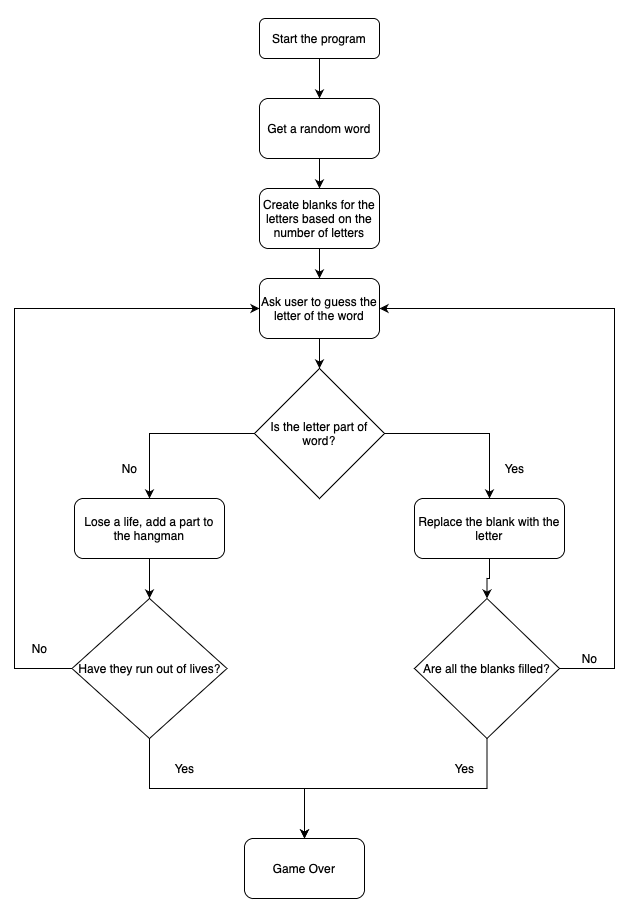 Start the program
Get a random word
Create blanks for the
letters based on the
number of letters
Ask user to guess the
letter of the word
Is the letter part of
word?
No
Yes
Lose a life, add a part to
the hangman
Replace the blank with the
letter
No
Have they run out of lives?
Are all the blanks filled?
No
Yes
Yes
Game Over